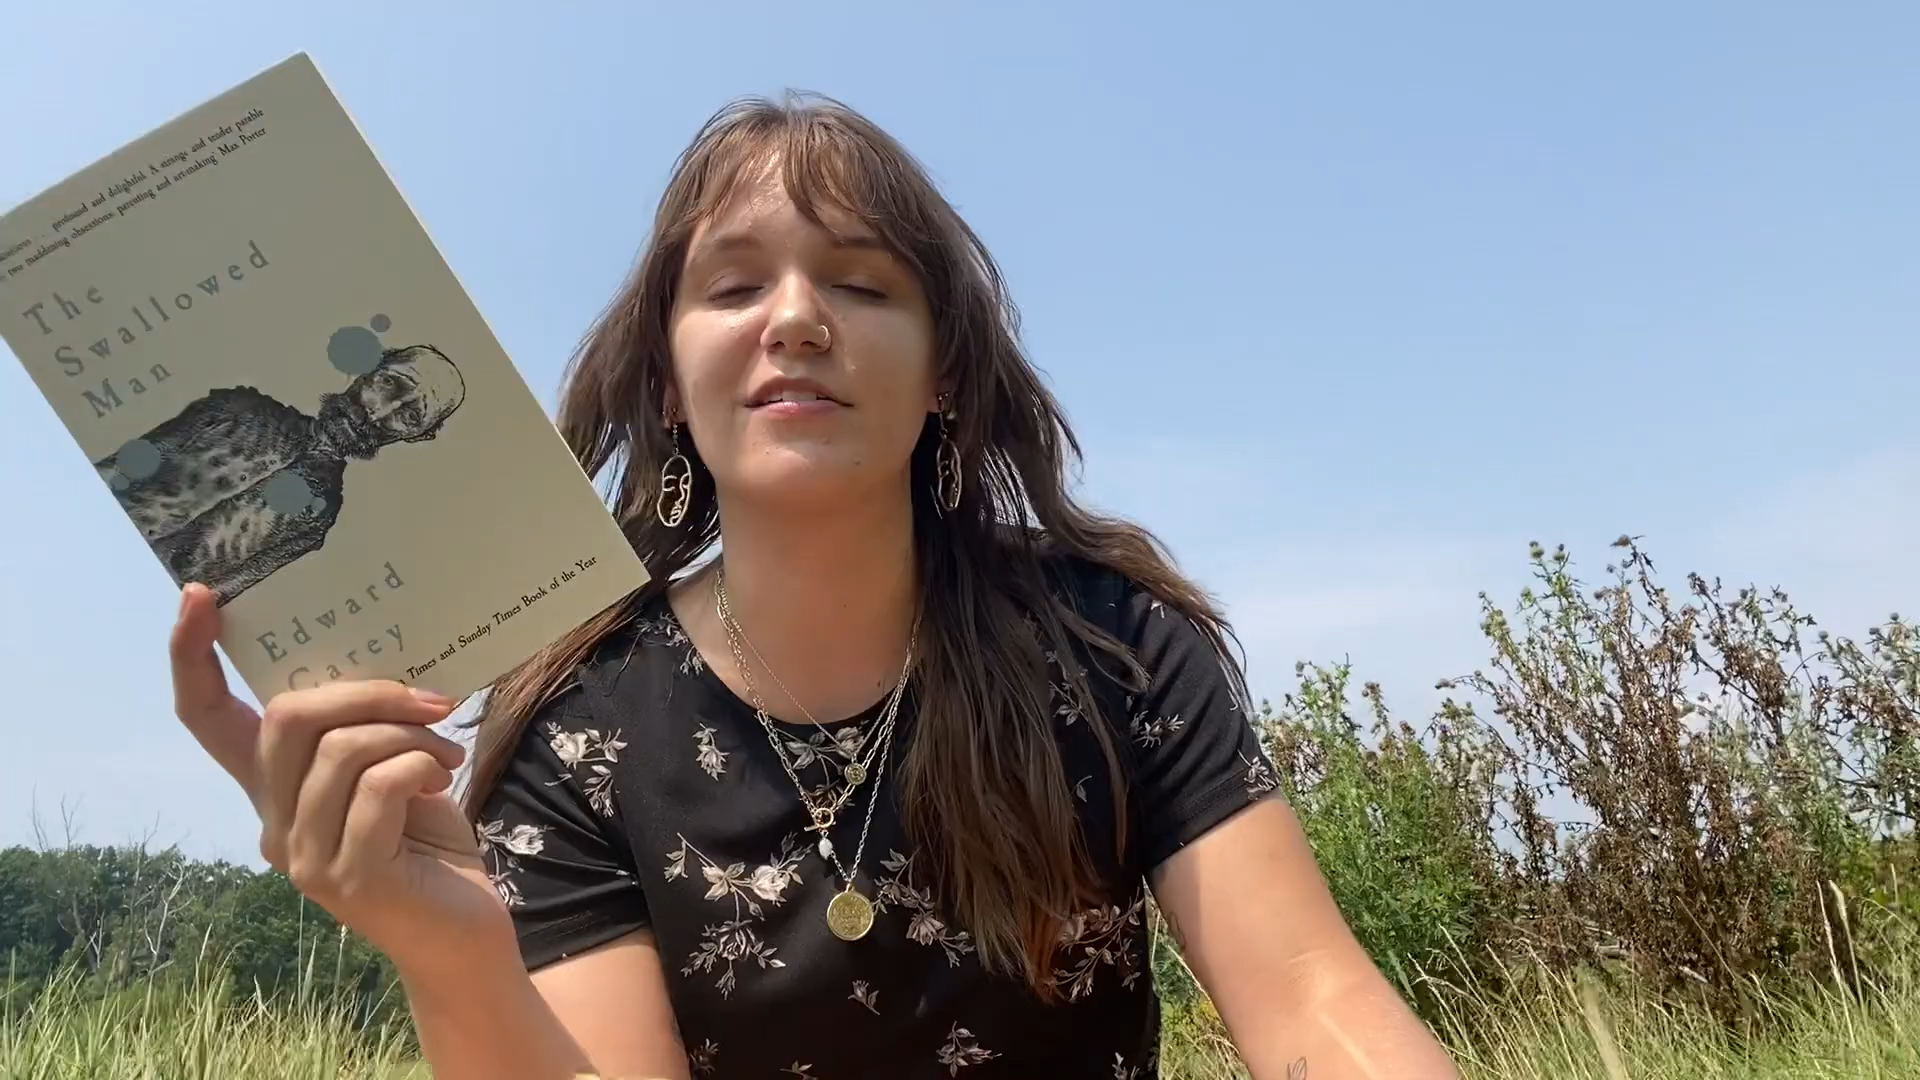 profound and delightful. A strange and tender parable
two maddening obsessions: parenting and art-making' Max Porter
The
Swallowed
Man
Edward
Carey
Times and Sunday Times Book of the Year